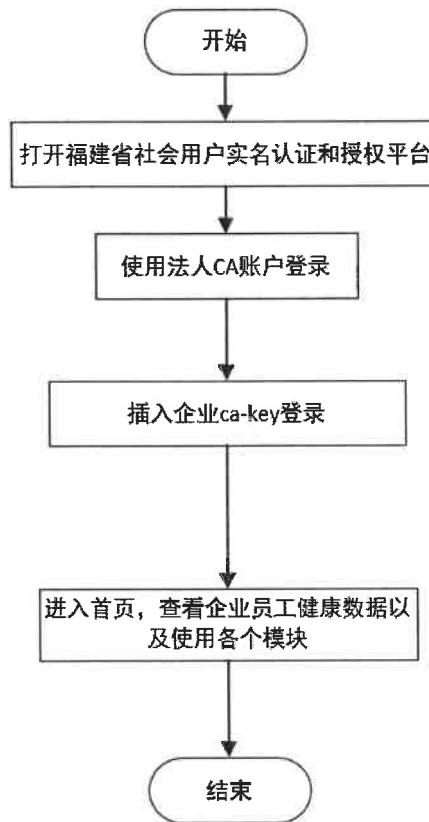 开始
打开福建省社会用户实名认证和授权平台
使用法人CA账户登录
插入企业ca-key登录
进入首页，查看企业员工健康数据以
及使用各个模块
结束